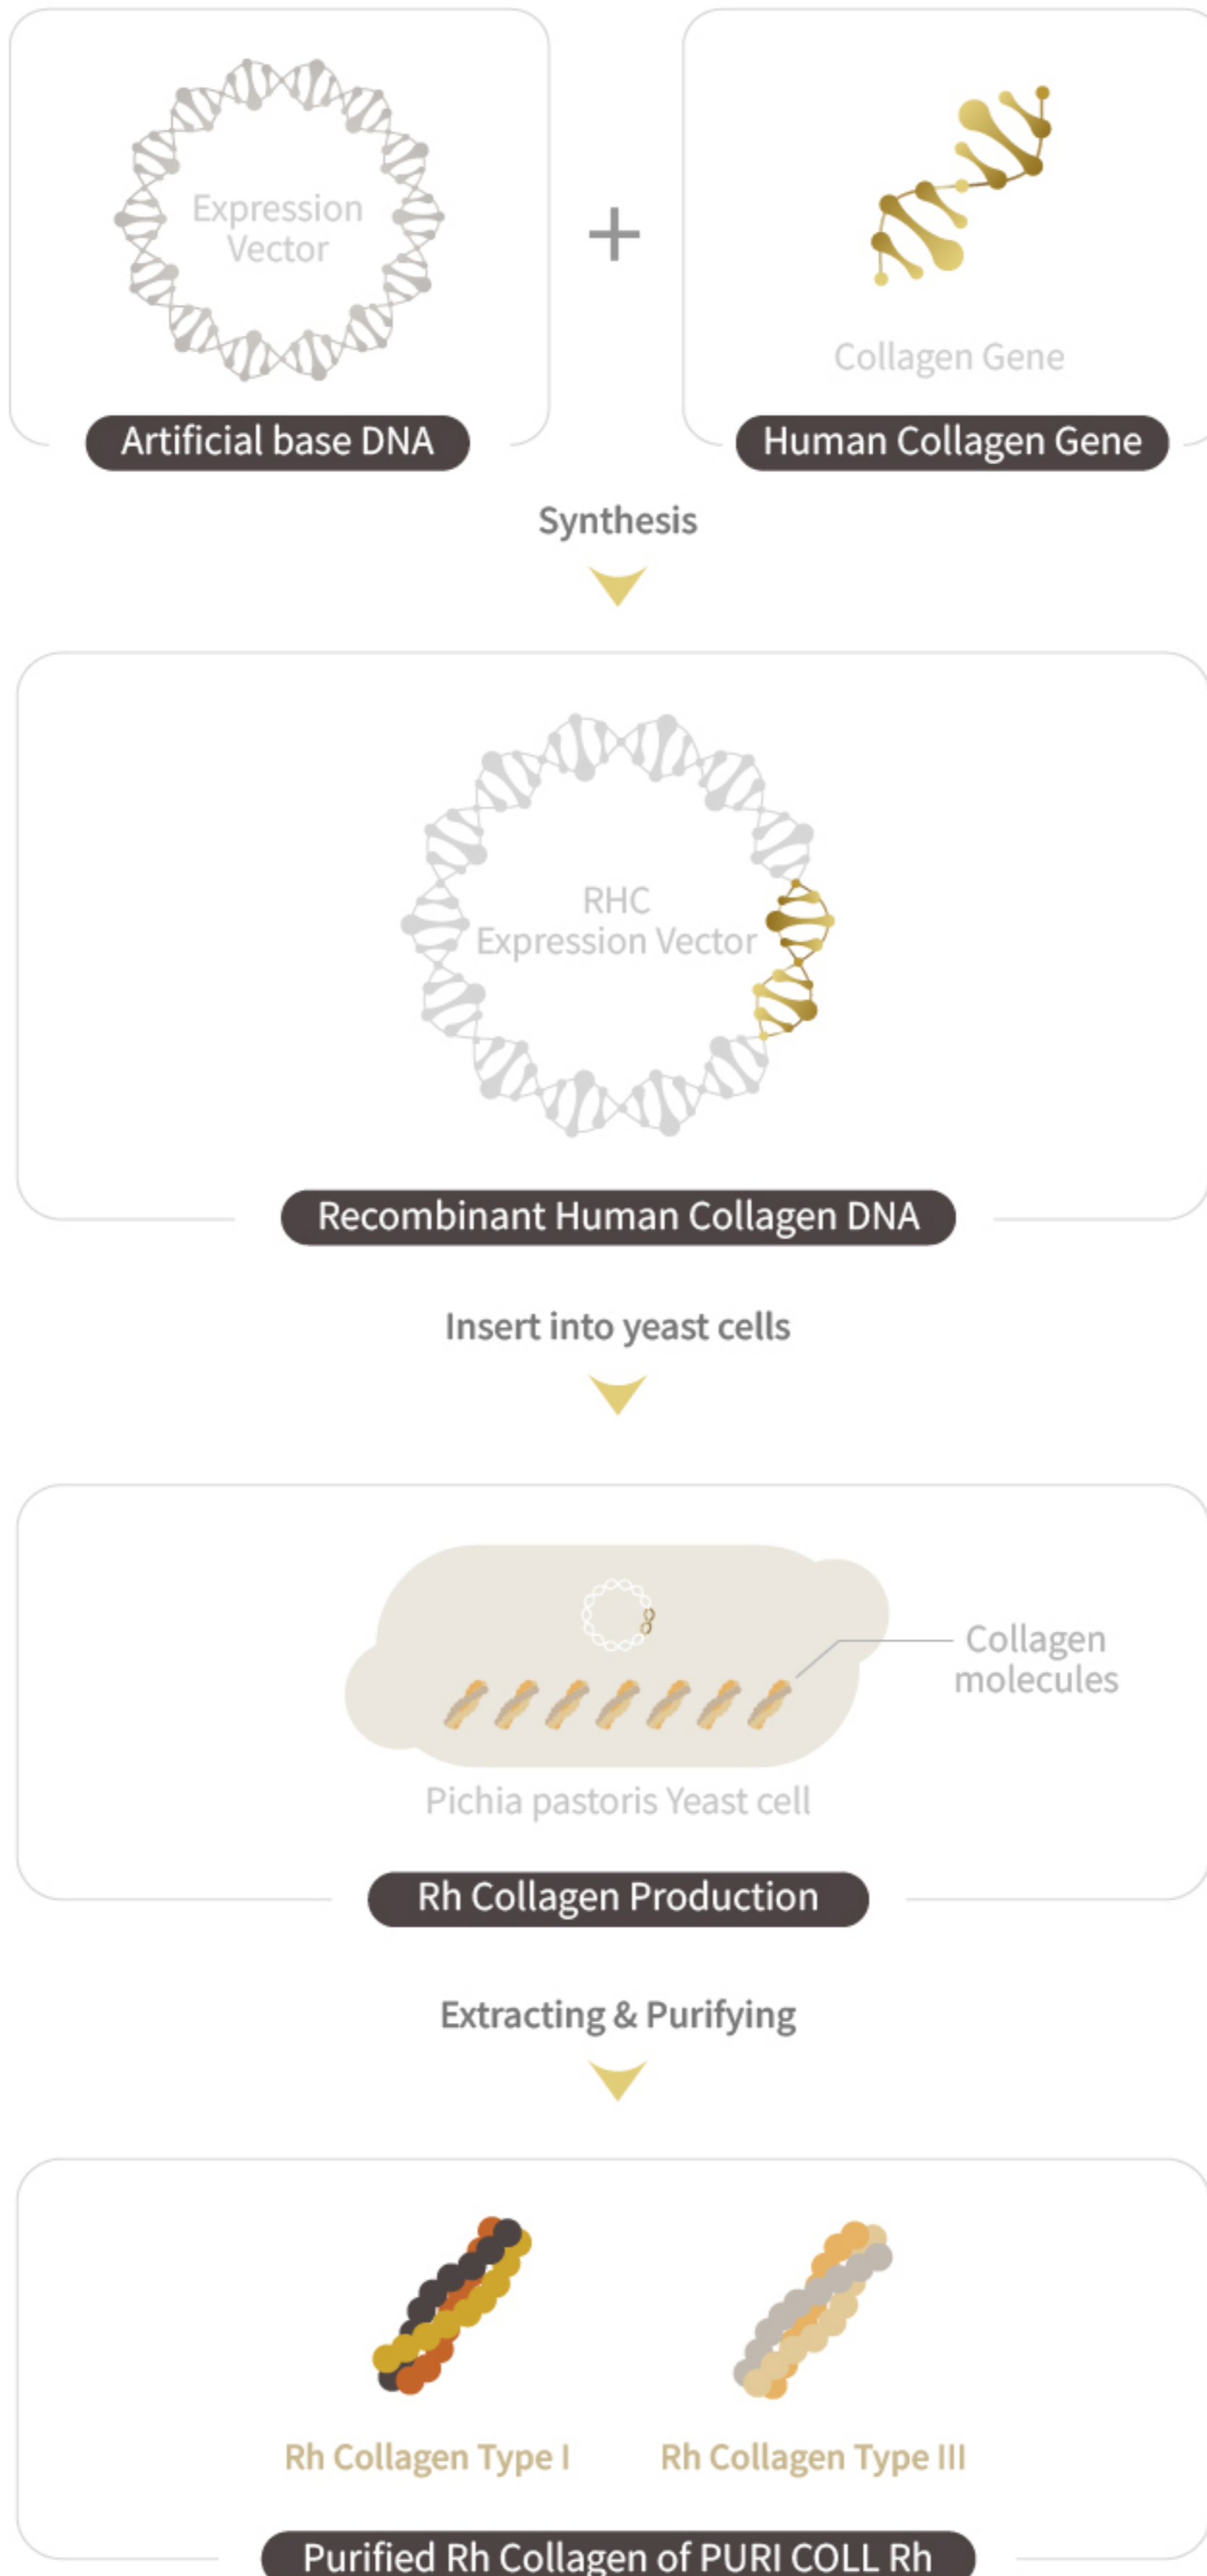 Expression
Vector
+
Collagen Gene
Artificial base DNA
Human Collagen Gene
Synthesis
RHC
Expression Vector
Recombinant Human Collagen DNA
Insert into yeast cells
Collagen
molecules
Pichia pastoris Yeast cell
Rh Collagen Production
Extracting & Purifying
Rh Collagen Type I
Rh Collagen Type III
Purified Rh Collagen of PURI COLL Rh